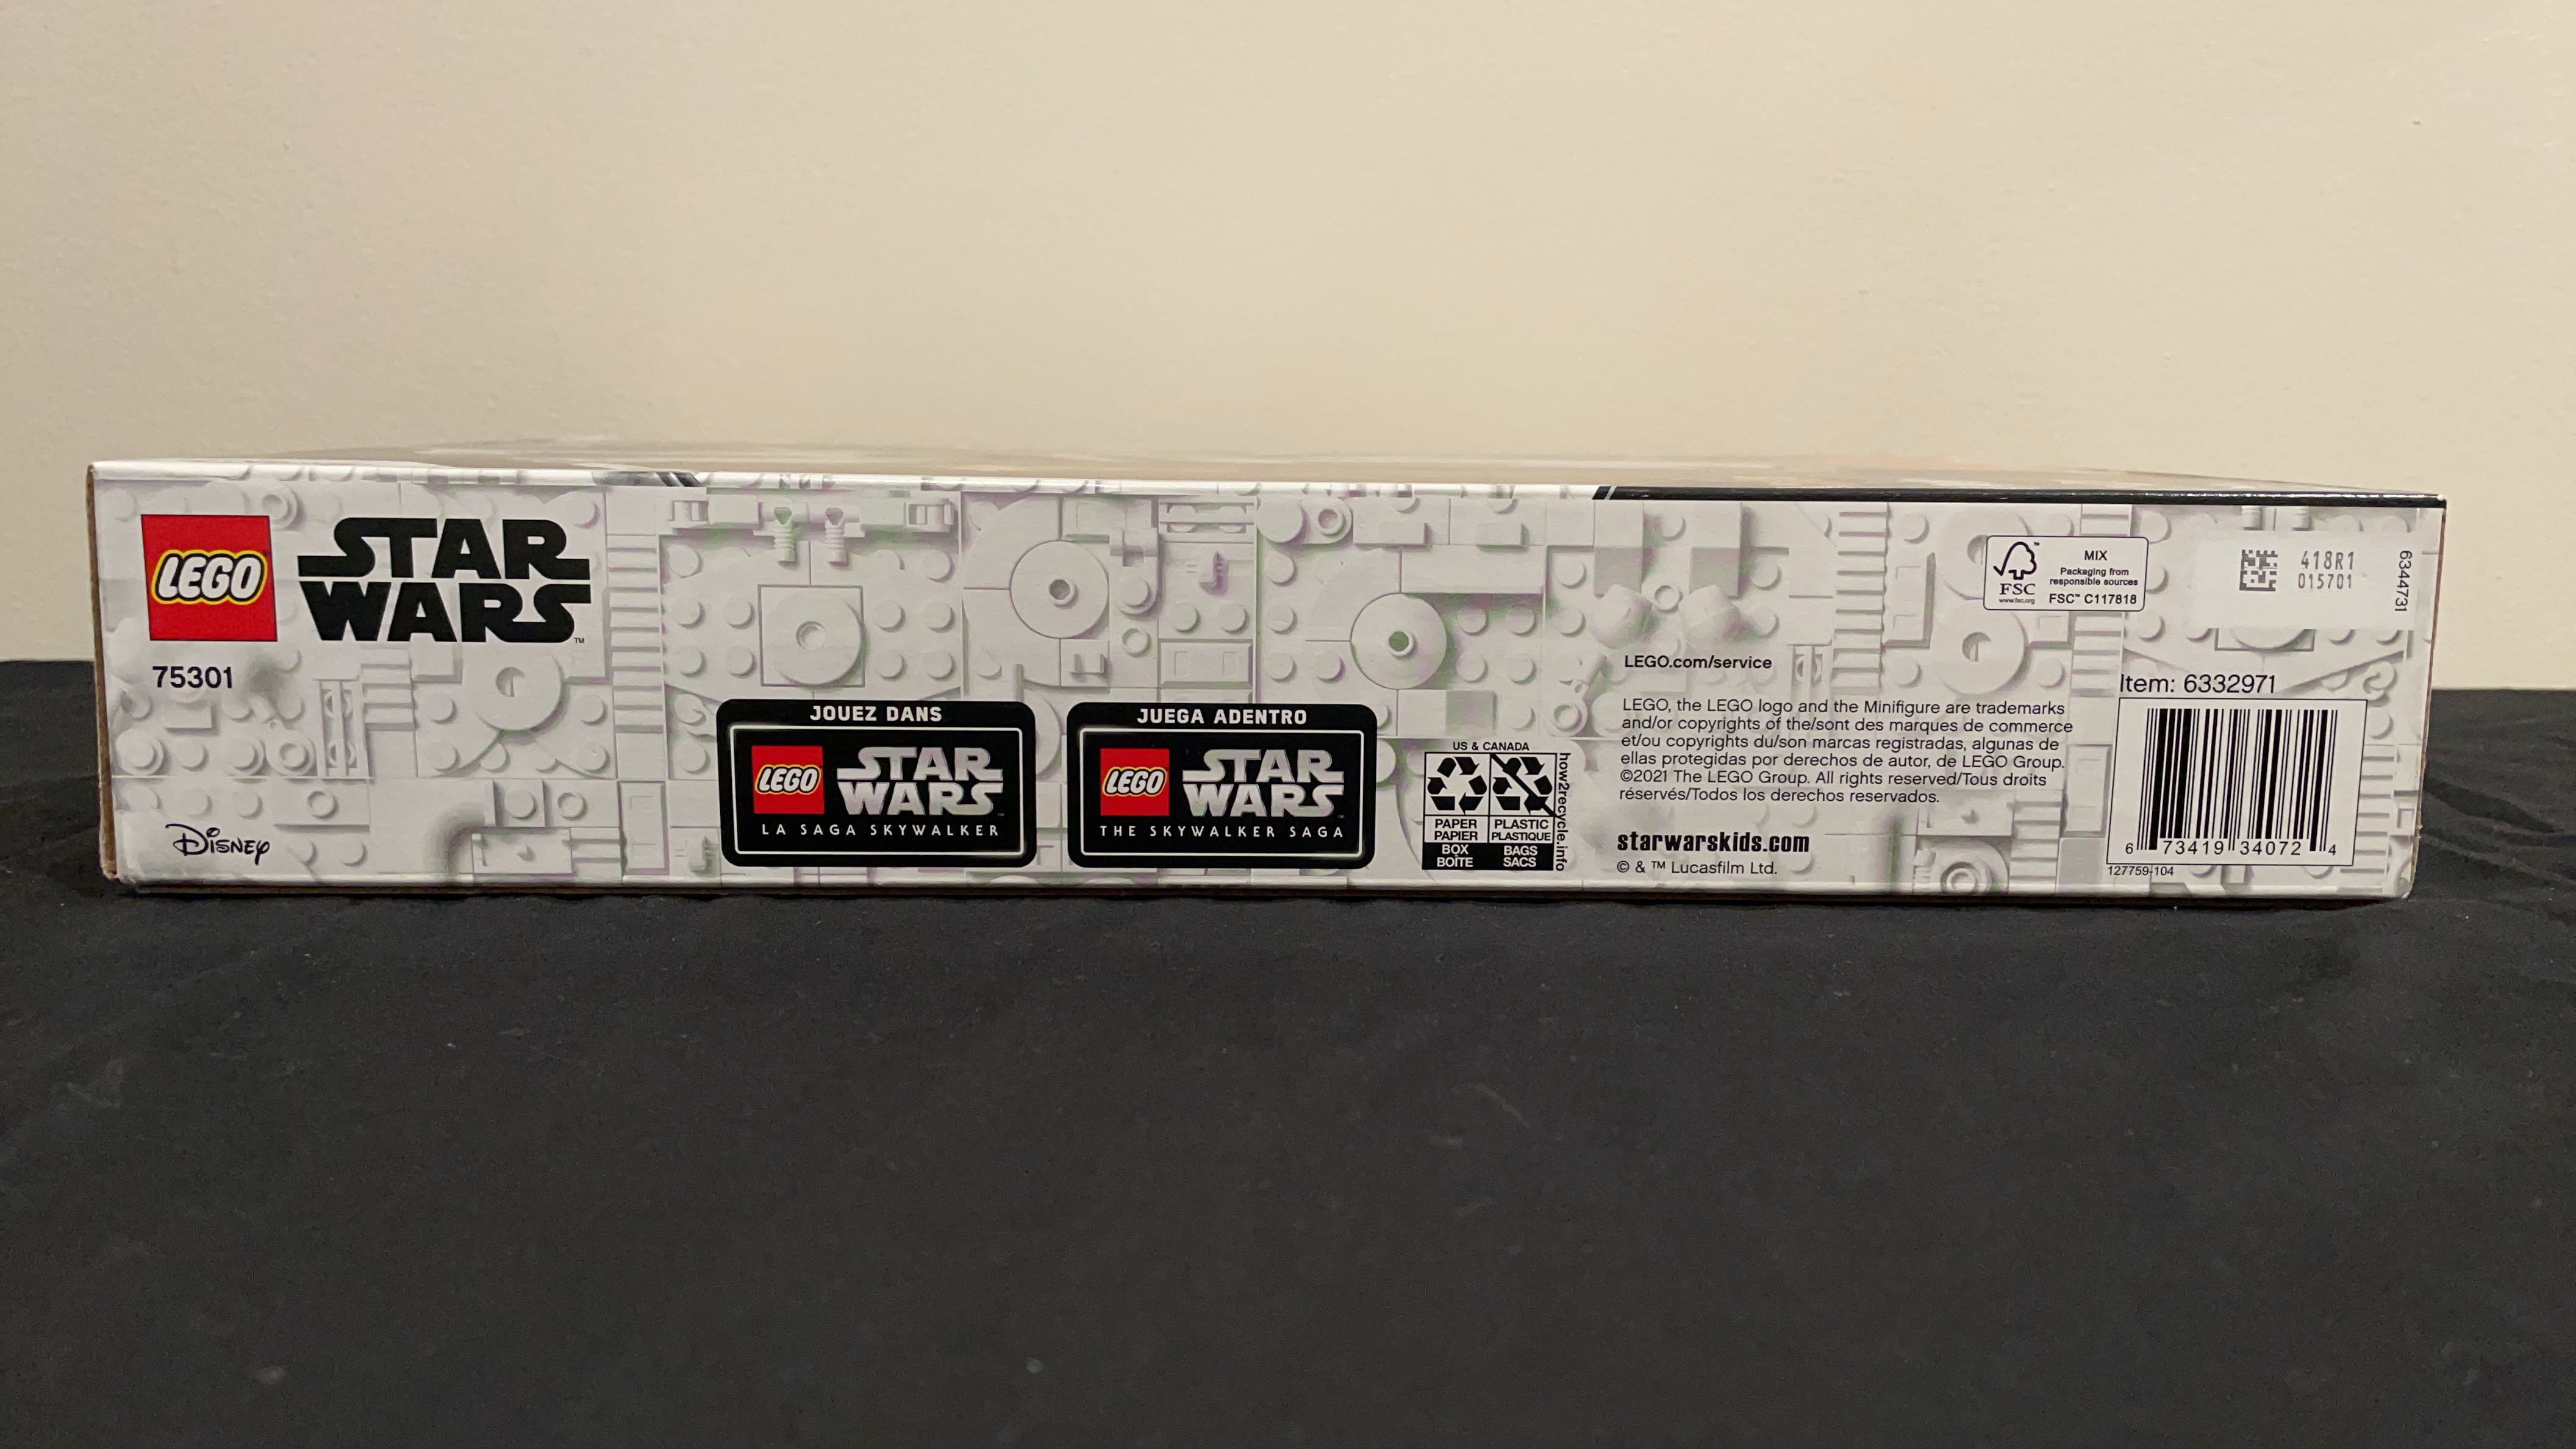 LEGO
STAR
WARS™
75301
Disney
JOUEZ DANS
LEGO
STAR
WARS
LA SAGA SKYWALKER
JUEGA ADENTRO
LEGO
STAR
WARS
THE SKYWALKER SAGA
US & CANADA
PAPER
PAPIER
BOX
BOÎTE
PLASTIC
PLASTIQUE
BAGS
SACS
how2recycle.info
LEGO.com/service
LEGO, the LEGO logo and the Minifigure are trademarks
and/or copyrights of the/sont des marques de commerce
et/ou copyrights du/son marcas registradas, algunas de
ellas protegidas por derechos de autor, de LEGO Group.
©2021 The LEGO Group. All rights reserved/Tous droits
réservés/Todos los derechos reservados.
starwarskids.com
© & ™ Lucasfilm Ltd.
FSC
www.fsc.org
MIX
Packaging from
responsible sources
FSC™ C117818
418R1
015701
6344731
Item: 6332971
6 73419 34072 4
127759-104